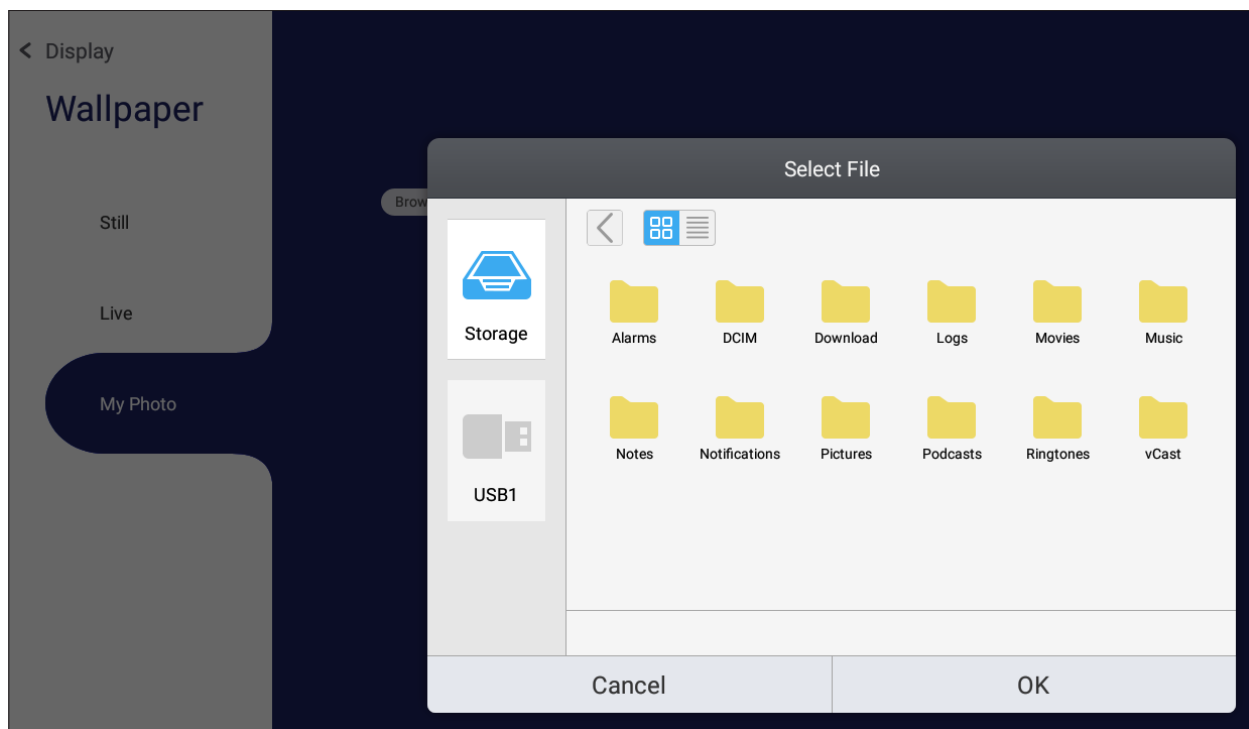 Display
Wallpaper
Still
Live
My Photo
Brow
Select File
Storage
USB1
Alarms DCIM Download Logs Movies Music
Notes Notifications Pictures Podcasts Ringtones vCast
Cancel OK